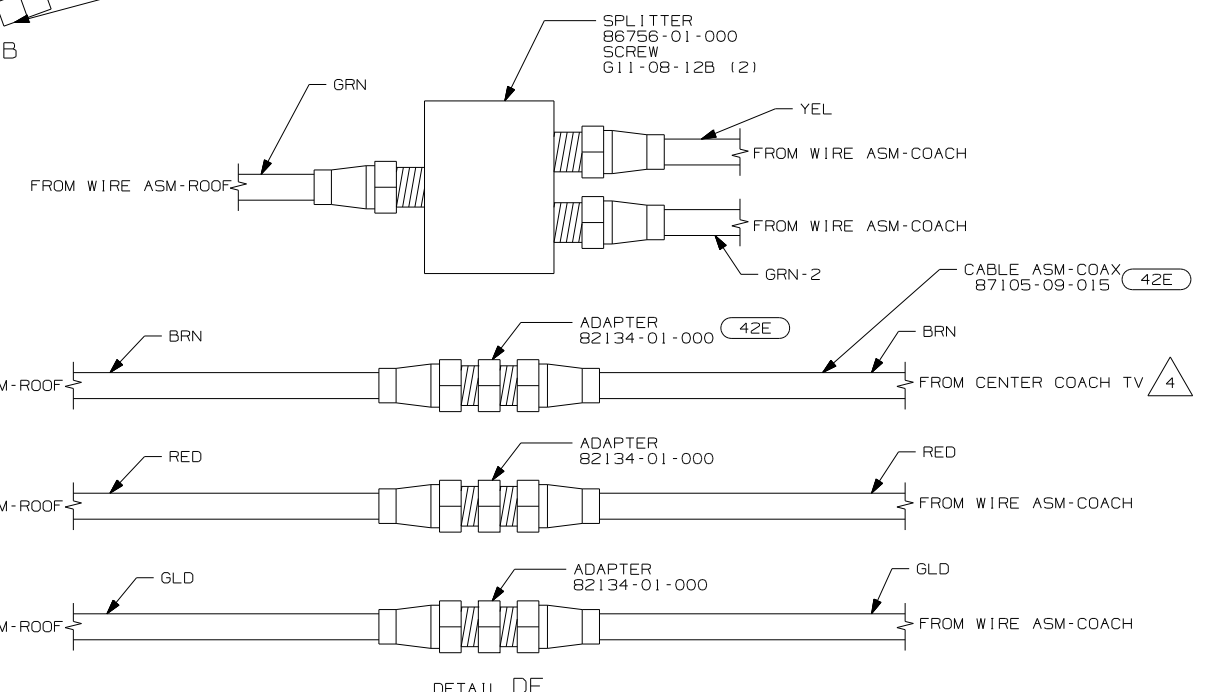 B
SPLITTER
86756-01-000
SCREW
G11-08-12B (2)
GRN
YEL
FROM WIRE ASM-ROOF
FROM WIRE ASM-COACH
FROM WIRE ASM-COACH
GRN-2
CABLE ASM-COAX
87105-09-015
42E
ADAPTER
82134-01-000
42E
BRN
BRN
M-ROOF
FROM CENTER COACH TV
4
ADAPTER
82134-01-000
RED
RED
M-ROOF
FROM WIRE ASM-COACH
ADAPTER
82134-01-000
GLD
GLD
M-ROOF
FROM WIRE ASM-COACH
DETAIL DE